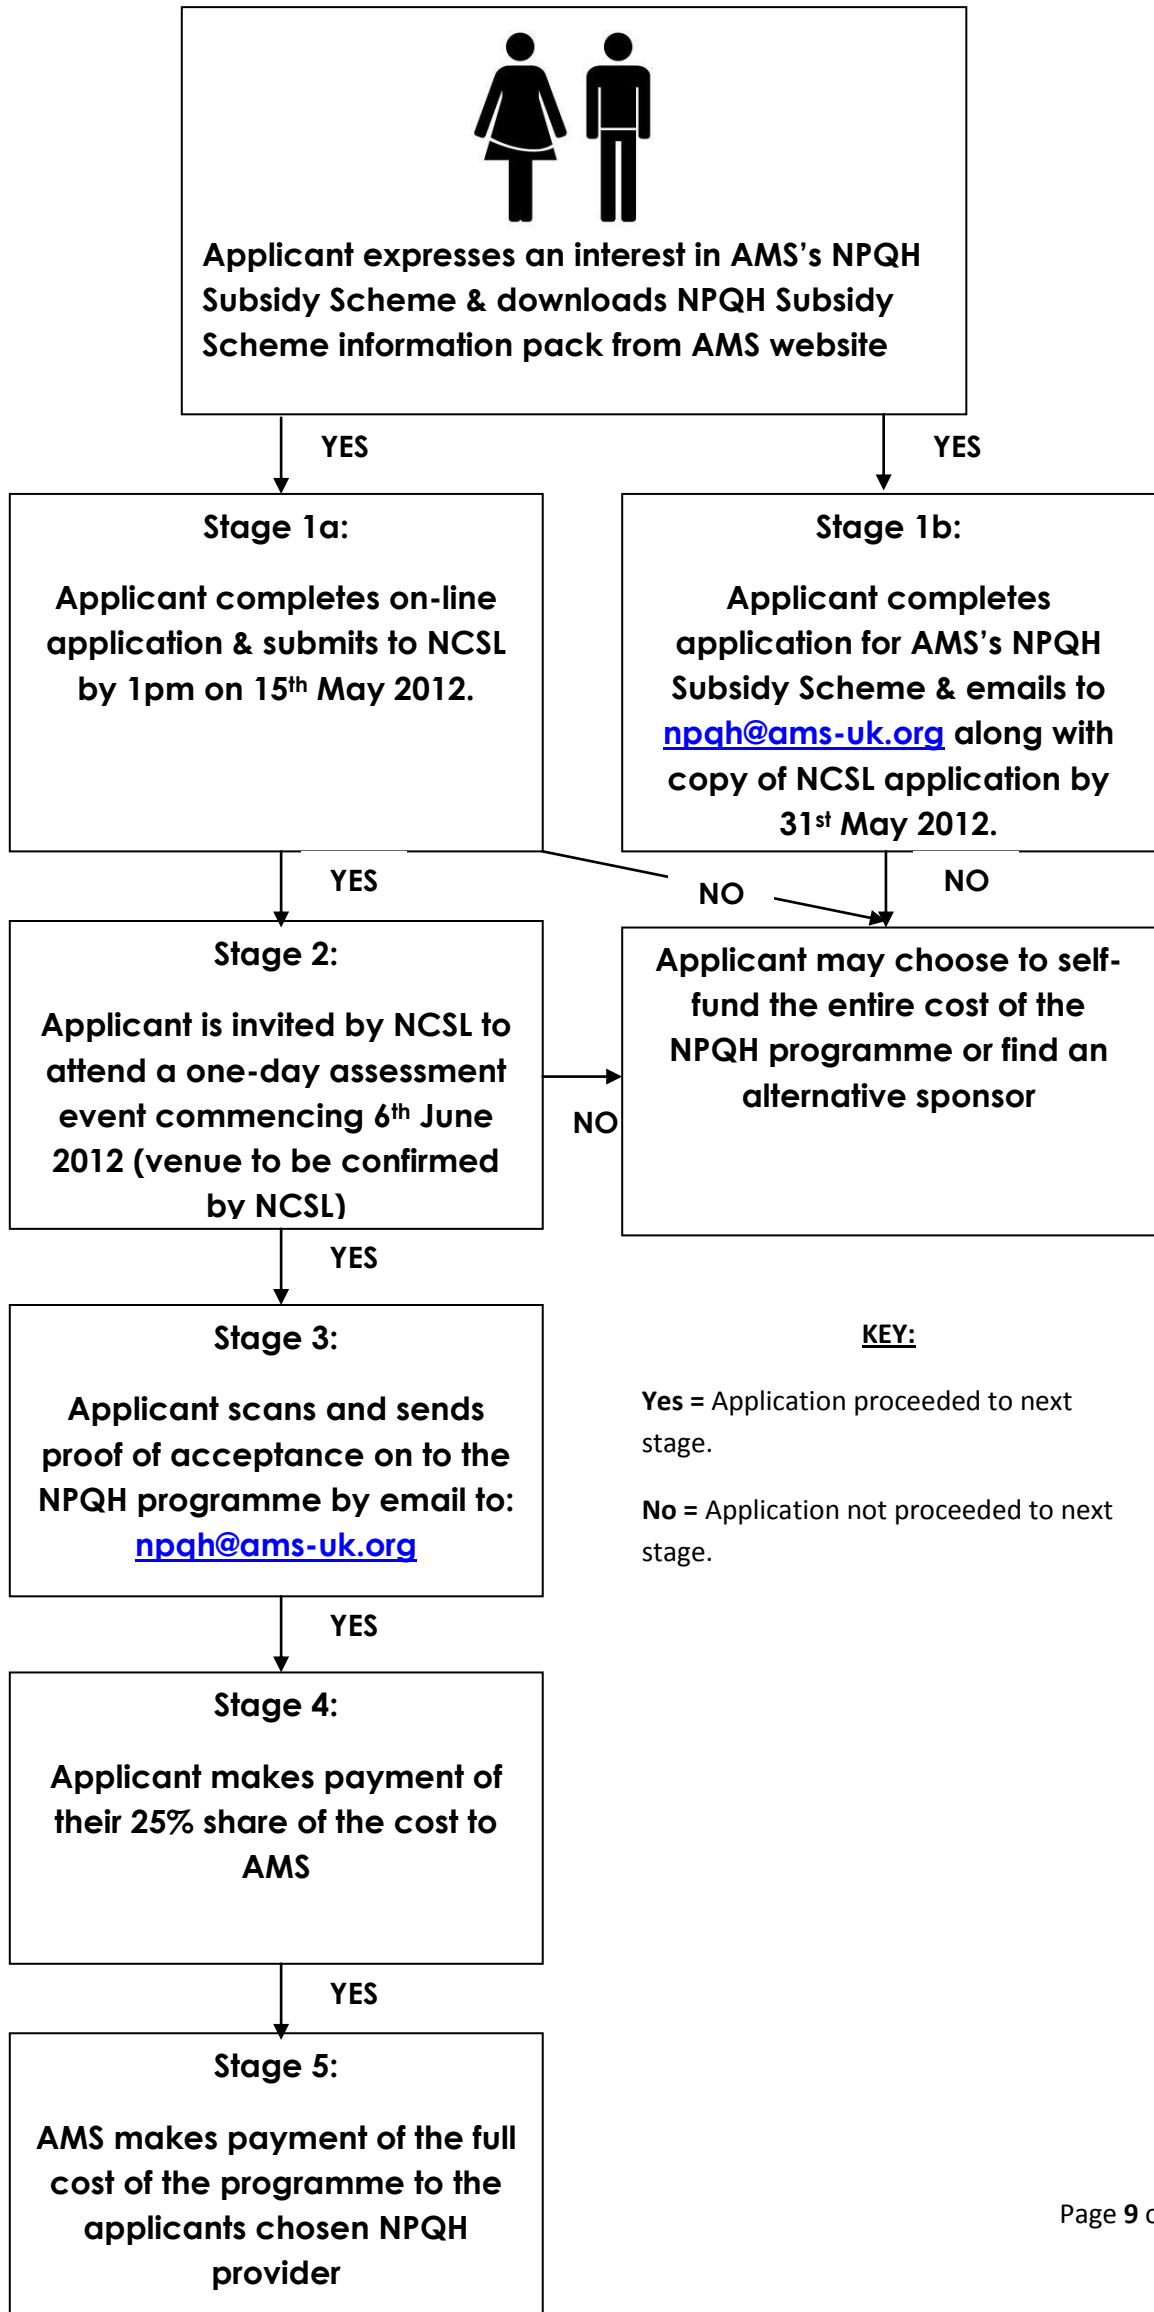 Applicant expresses an interest in AMS’s NPQH
Subsidy Scheme & downloads NPQH Subsidy
Scheme information pack from AMS website
YES
YES
Stage 1a:
Applicant completes on-line
application & submits to NCSL
by 1pm on 15th May 2012.
Stage 1b:
Applicant completes
application for AMS’s NPQH
Subsidy Scheme & emails to
npqh@ams-uk.org along with
copy of NCSL application by
31st May 2012.
YES
NO
NO
Stage 2:
Applicant is invited by NCSL to
attend a one-day assessment
event commencing 6th June
2012 (venue to be confirmed
by NCSL)
NO
Applicant may choose to self-
fund the entire cost of the
NPQH programme or find an
alternative sponsor
YES
Stage 3:
Applicant scans and sends
proof of acceptance on to the
NPQH programme by email to:
npqh@ams-uk.org
KEY:
Yes = Application proceeded to next
stage.
No = Application not proceeded to next
stage.
YES
Stage 4:
Applicant makes payment of
their 25% share of the cost to
AMS
YES
Stage 5:
AMS makes payment of the full
cost of the programme to the
applicants chosen NPQH
provider
Page 9